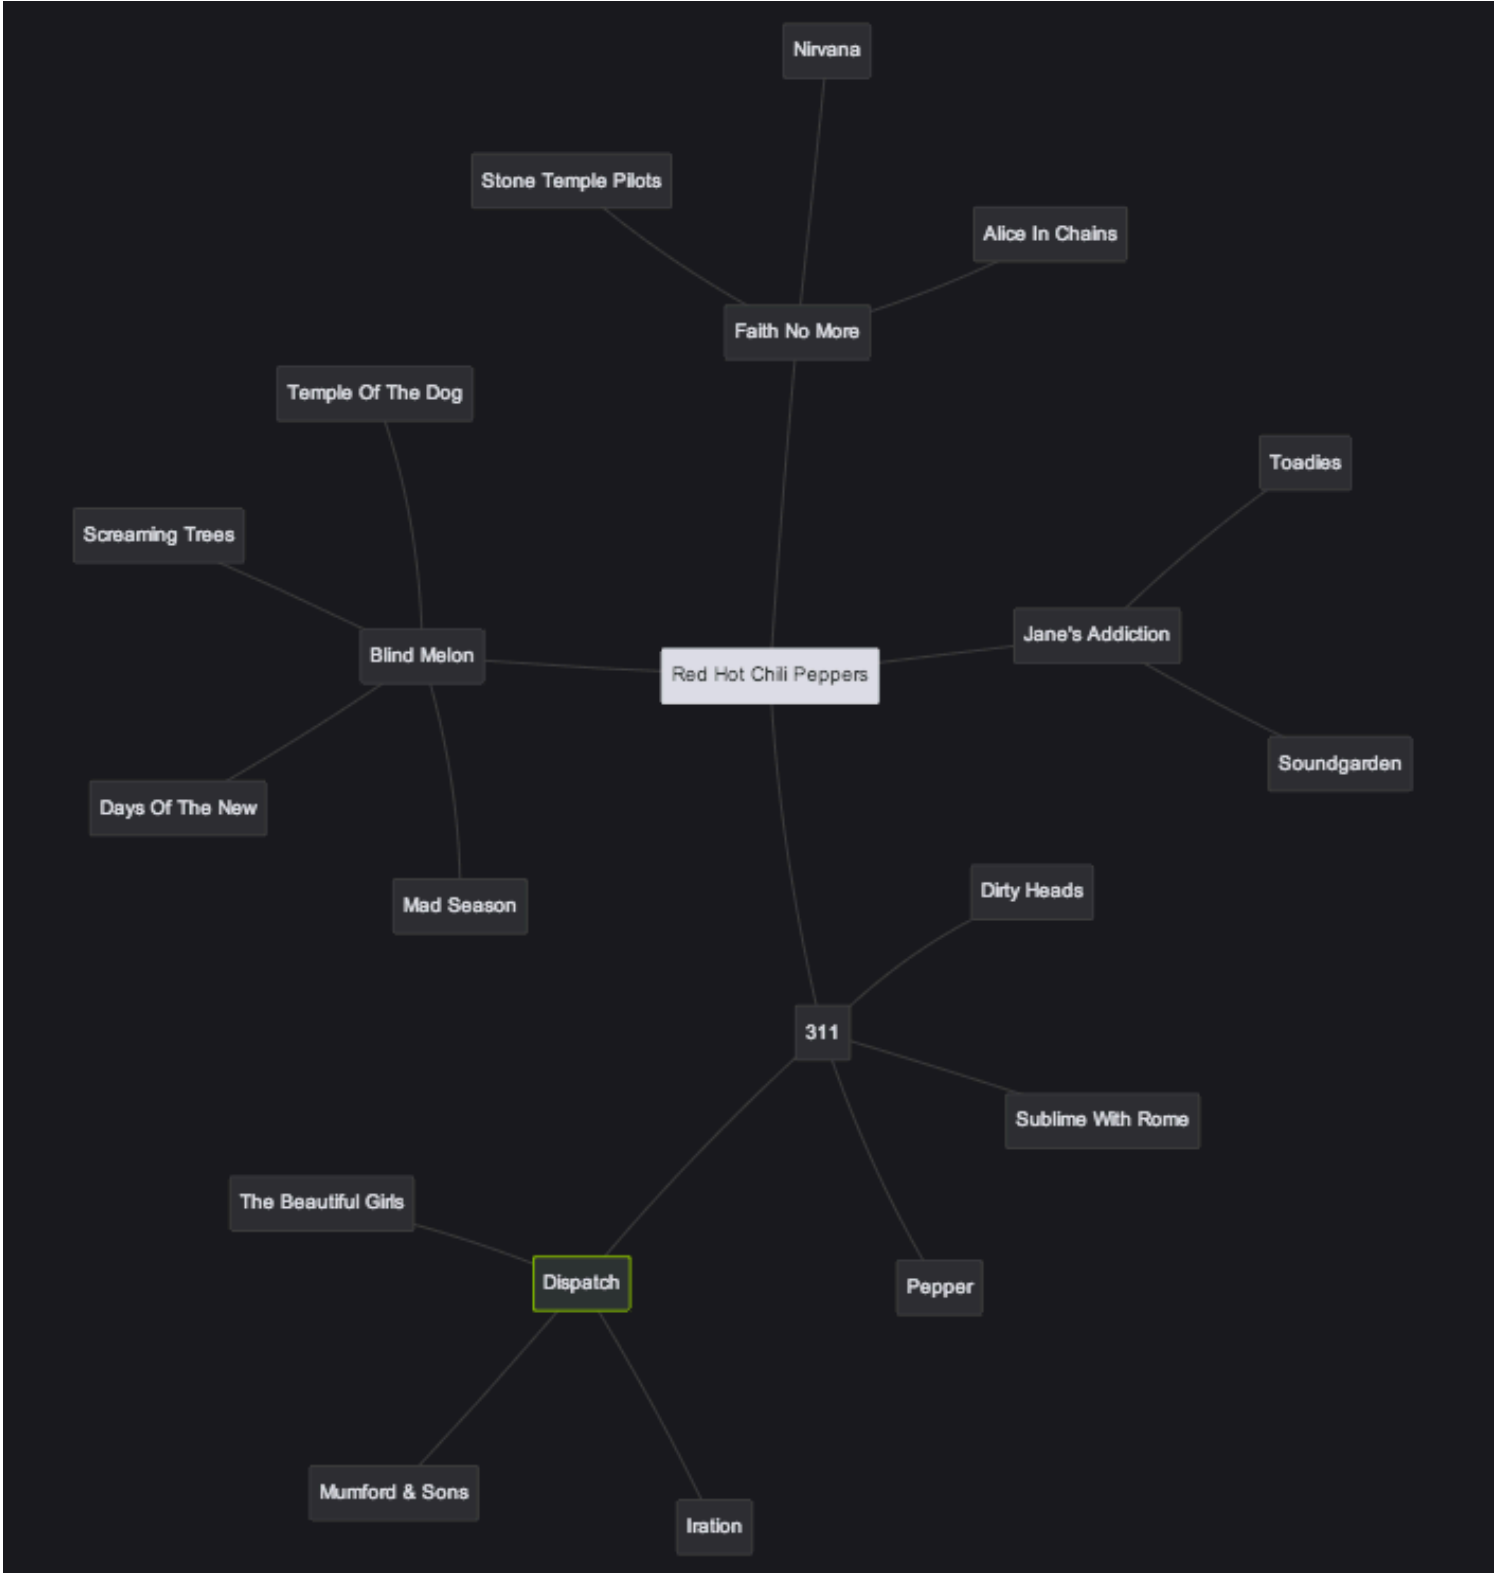 Nirvana
Stone Temple Pilots
Alice In Chains
Faith No More
Temple Of The Dog
Toadies
Screaming Trees
Jane's Addiction
Blind Melon
Red Hot Chili Peppers
Soundgarden
Days Of The New
Dirty Heads
Mad Season
311
Sublime With Rome
The Beautiful Girls
Dispatch
Pepper
Mumford & Sons
Iration